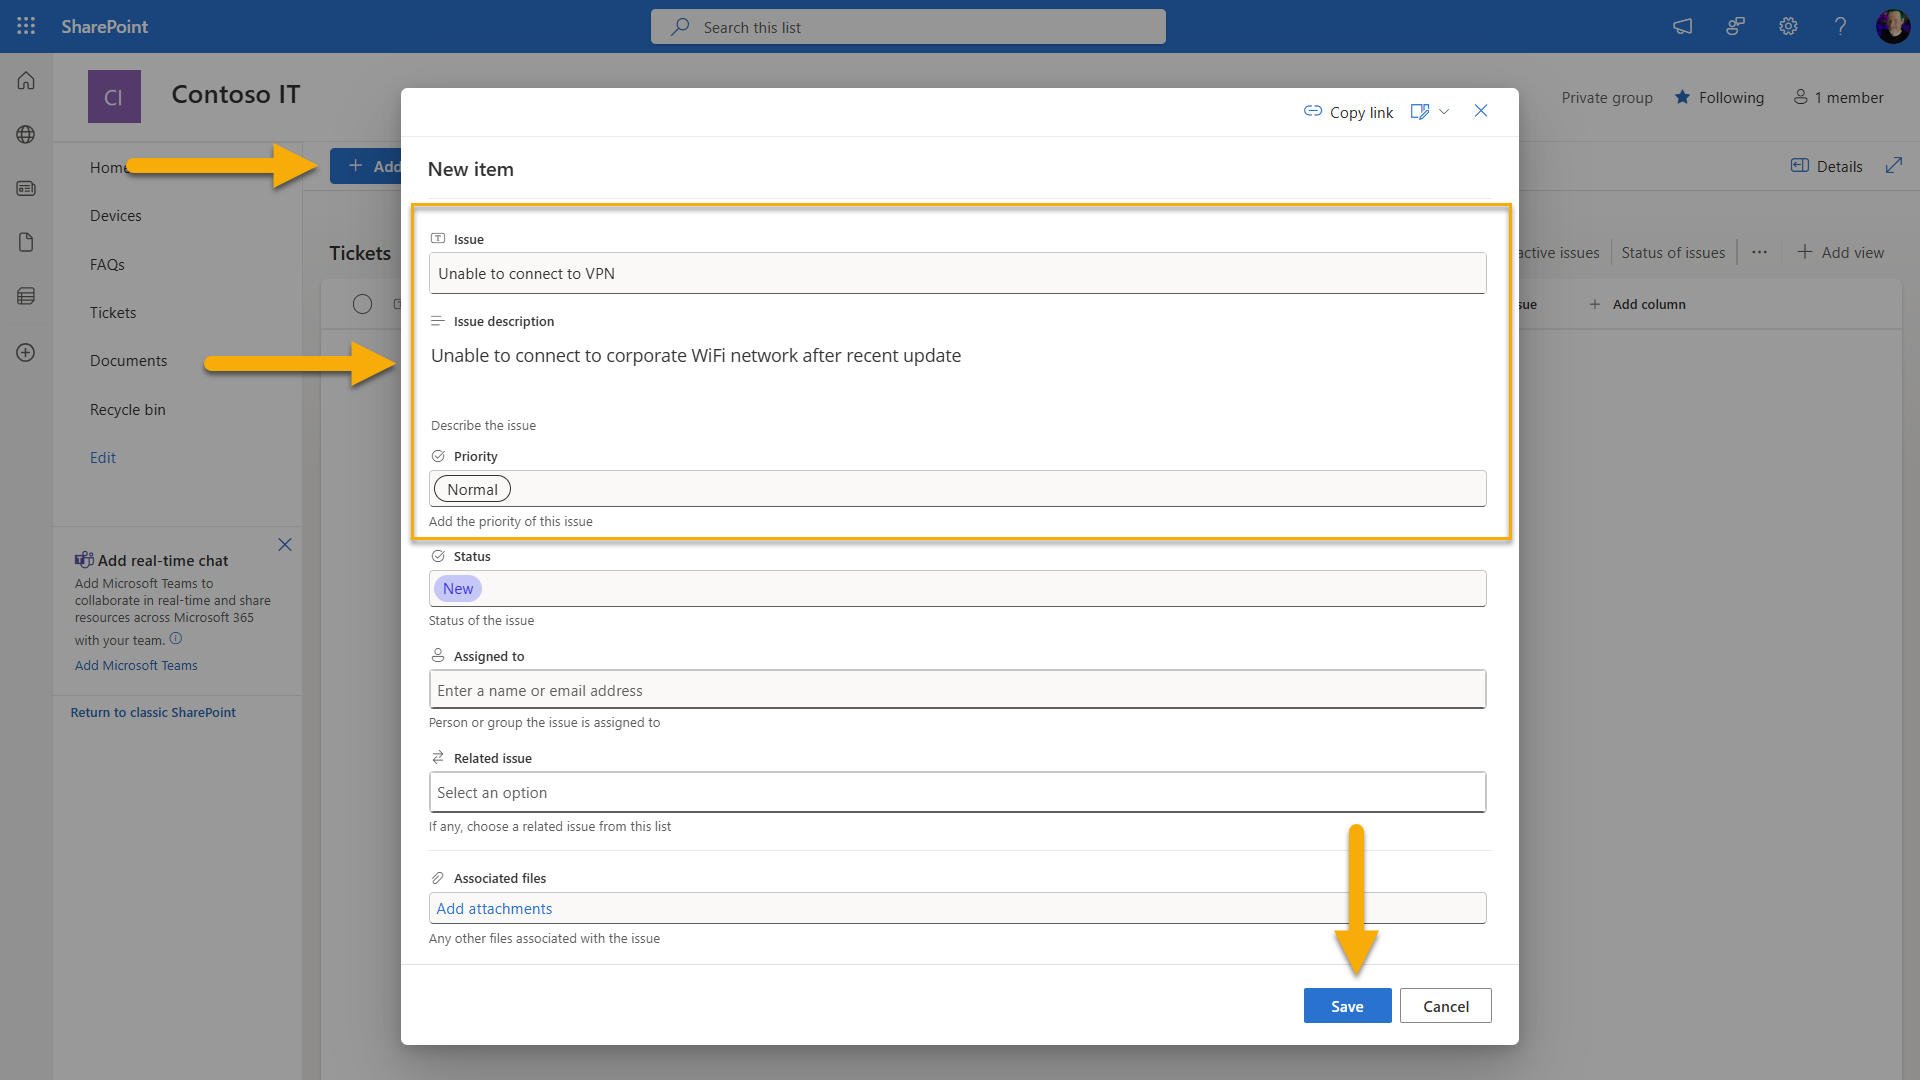 SharePoint
Search this list
CI
Contoso IT
Private group
Following
1 member
Home
Devices
FAQs
Tickets
Documents
Recycle bin
Edit
Add real-time chat
Add Microsoft Teams to
collaborate in real-time and share
resources across Microsoft 365
with your team.
Add Microsoft Teams
Return to classic SharePoint
+ Add
Details
Tickets
active issues
Status of issues
...
+ Add view
sue
+ Add column
Copy link
New item
Issue
Unable to connect to VPN
Issue description
Unable to connect to corporate WiFi network after recent update
Describe the issue
Priority
Normal
Add the priority of this issue
Status
New
Status of the issue
Assigned to
Enter a name or email address
Person or group the issue is assigned to
Related issue
Select an option
If any, choose a related issue from this list
Associated files
Add attachments
Any other files associated with the issue
Save
Cancel